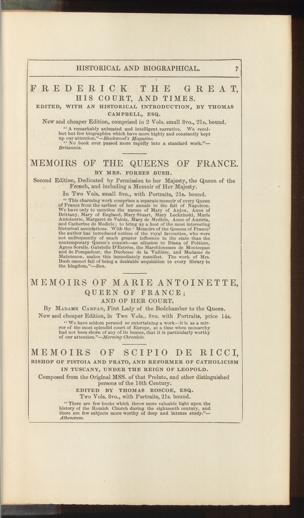 HISTORICAL AND BIOGRAPHICAL. 7
FREDERICK THE GREAT,
HIS COURT, AND TIMES.
EDITED, WITH AN HISTORICAL INTRODUCTION, BY THOMAS
CAMPBELL, ESQ.
New and cheaper Edition, comprised in 2 Vols. small 8vo., 21s. bound.
"A remarkably animated and intelligent narrative. We recol-
lect but few biographies which have more highly and constantly kept
up our attention."—Blackwood's Magazine.
"No book ever passed more rapidly into a standard work."—
Britannia.
MEMOIRS OF THE QUEENS OF FRANCE.
BY MRS. FORBES BUSH.
Second Edition, Dedicated by Permission to her Majesty, the Queen of the
French, and including a Memoir of Her Majesty.
In Two Vols. small 8vo., with Portraits, 21s. bound.
"This charming work comprises a separate memoir of every Queen
of France from the earliest of her annals to the fall of Napoleon.
We have only to mention the names of Mary of Anjou, Anne of
Brittany, Mary of England, Mary Stuart, Mary Leckzinski, Marie
Antoinette, Margaret de Valois, Mary de Medicis, Anne of Austria,
and Catherine de Medicis; to bring up a host of the most interesting
historical associations. With the 'Memoirs of the Queens of France'
the author has introduced notices of the royal favourites, who were
not unfrequently of much greater influence in the state than the
contemporary Queen's consort—an allusion to Diana of Poitiers,
Agnes Sorelli, Gabrielle D'Estrées, the Marchionesses de Montespan
and de Pompadour, the Duchesse de la Vallière, and Madame de
Maintenon, makes this immediately manifest. The work of Mrs.
Bush cannot fail of being a desirable acquisition to every library in
the kingdom."—Sun.
MEMOIRS OF MARIE ANTOINETTE,
QUEEN OF FRANCE;
AND OF HER COURT.
By MADAME CAMPAN, First Lady of the Bedchamber to the Queen.
New and cheaper Edition, in Two Vols., 8vo. with Portraits, price 14s.
"We have seldom perused so entertaining a work—it is as a mir-
ror of the most splendid court of Europe, at a time when monarchy
had not been shorn of any of its beams, that it is particularly worthy
of our attention."—Morning Chronicle.
MEMOIRS OF SCIPIO DE RICCI,
BISHOP OF PISTOIA AND PRATO, AND REFORMER OF CATHOLICISM
IN TUSCANY, UNDER THE REIGN OF LEOPOLD.
Composed from the Original MSS. of that Prelate, and other distinguished
persons of the 16th Century.
EDITED BY THOMAS ROSCOE, ESQ.
Two Vols. 8vo., with Portraits, 21s. bound.
"There are few books which throw more valuable light upon the
history of the Romish Church during the eighteenth century, and
there are few subjects more worthy of deep and intense study."—
Athenæum.